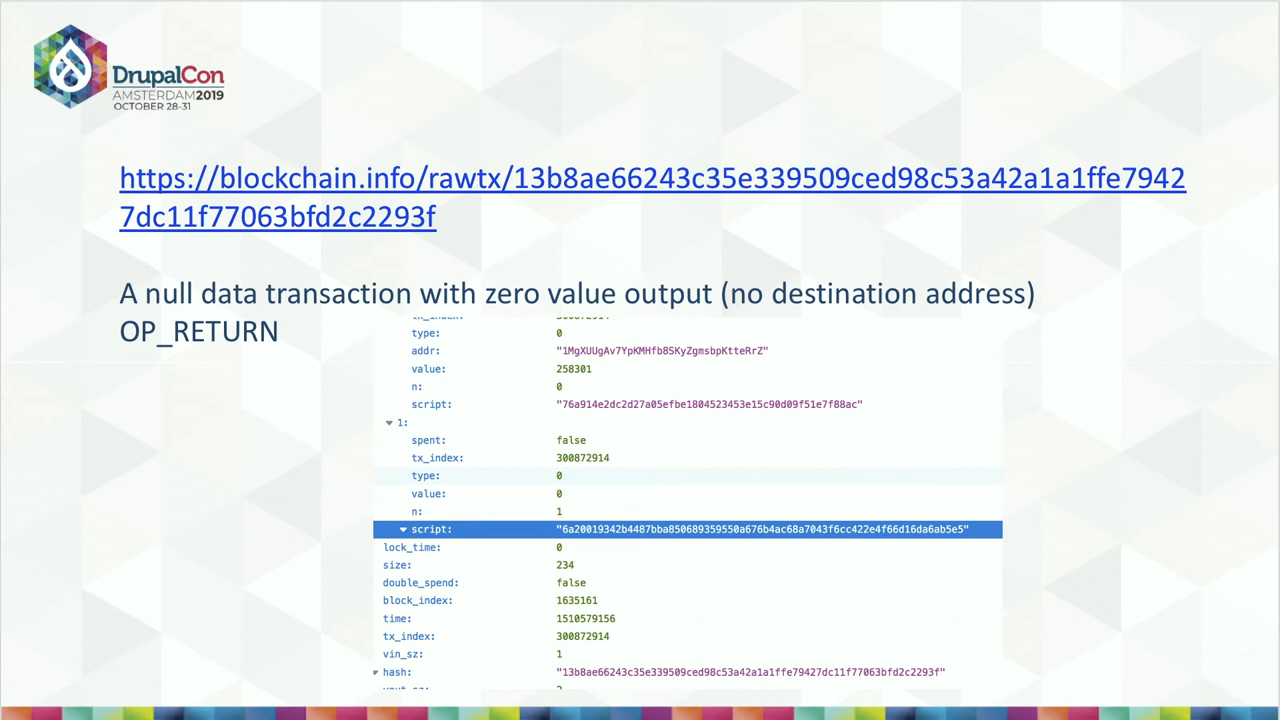 DrupalCon
AMSTERDAM2019
OCTOBER 28-31
https://blockchain.info/rawtx/13b8ae66243c35e339509ced98c53a42a1a1ffe7942
7dc11f77063bfd2c2293f
A null data transaction with zero value output (no destination address)
OP_RETURN
type: 0
addr: "1MgXUUgAv7YpKMHfb8SKyZgmsbpKtteRrZ"
value: 258301
n: 0
script: "76a914e2dc2d27a05efbe1804523453e15c90d09f51e7f88ac"
1:
spent: false
tx_index: 300872914
type: 0
value: 0
n: 1
script: "6a20019342b4487bba850689359550a676b4ac68a7043f6cc422e4f66d16da6ab5e5"
lock_time: 0
size: 234
double_spend: false
block_index: 1635161
time: 1510579156
tx_index: 300872914
vin_sz: 1
hash: "13b8ae66243c35e339509ced98c53a42a1a1ffe79427dc11f77063bfd2c2293f"